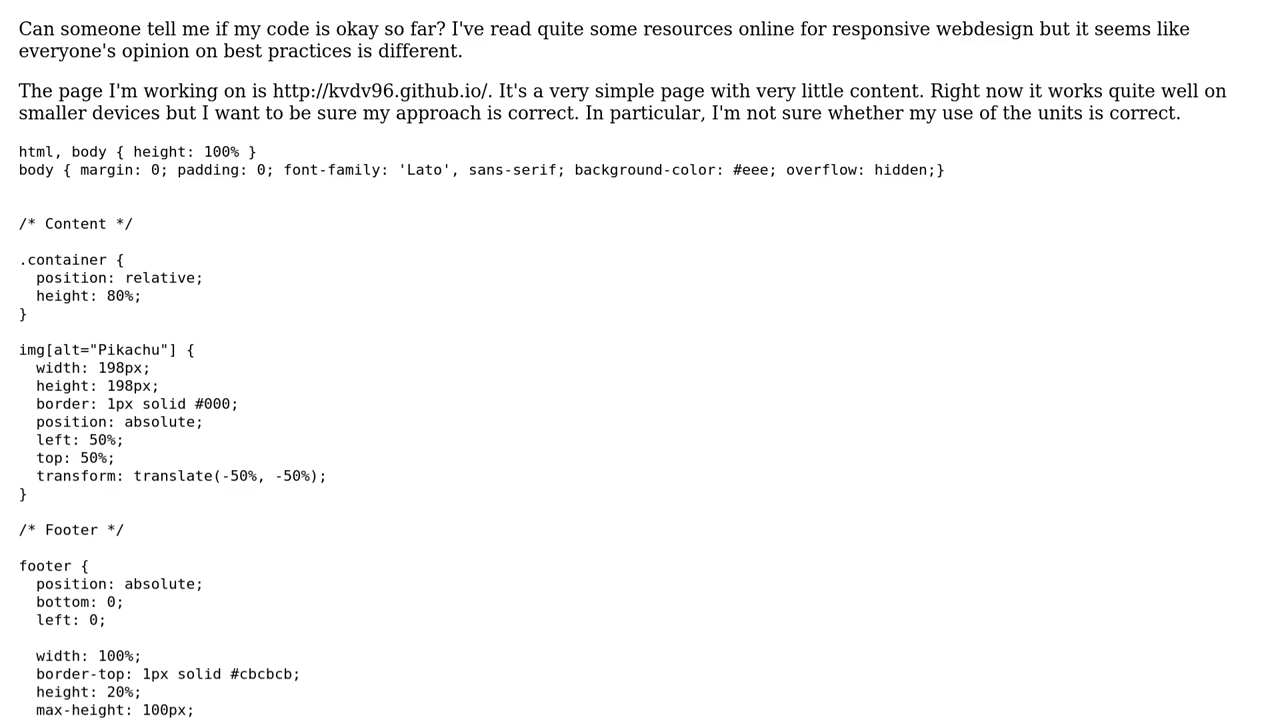 Can someone tell me if my code is okay so far? I've read quite some resources online for responsive webdesign but it seems like
everyone's opinion on best practices is different.
The page I'm working on is http://kvdv96.github.io/. It's a very simple page with very little content. Right now it works quite well on
smaller devices but I want to be sure my approach is correct. In particular, I'm not sure whether my use of the units is correct.
html, body { height: 100% }
body { margin: 0; padding: 0; font-family: 'Lato', sans-serif; background-color: #eee; overflow: hidden;}
/* Content */
.container {
  position: relative;
  height: 80%;
}
img[alt="Pikachu"] {
  width: 198px;
  height: 198px;
  border: 1px solid #000;
  position: absolute;
  left: 50%;
  top: 50%;
  transform: translate(-50%, -50%);
}
/* Footer */
footer {
  position: absolute;
  bottom: 0;
  left: 0;
  width: 100%;
  border-top: 1px solid #cbcbcb;
  height: 20%;
  max-height: 100px;